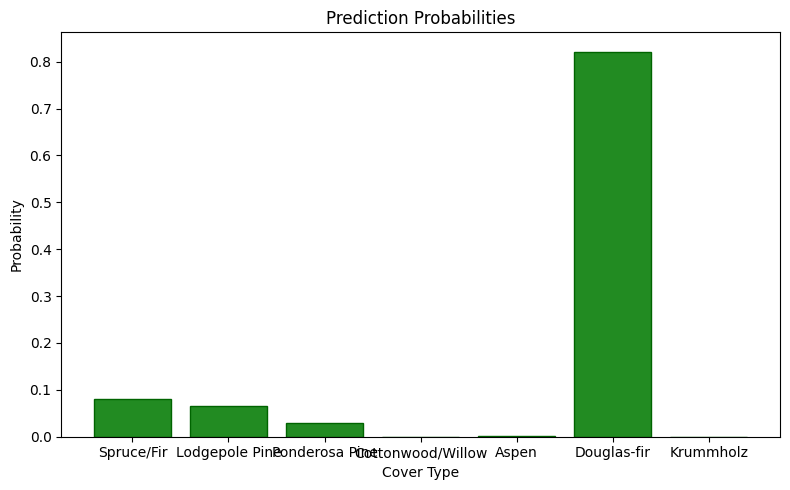 Prediction Probabilities
0.8
0.7
0.6
0.5
0.4
0.3
0.2
0.1
0.0
Probability
Spruce/Fir Lodgepole Pine Ponderosa Pine Cottonwood/Willow Aspen Douglas-fir Krummholz
Cover Type